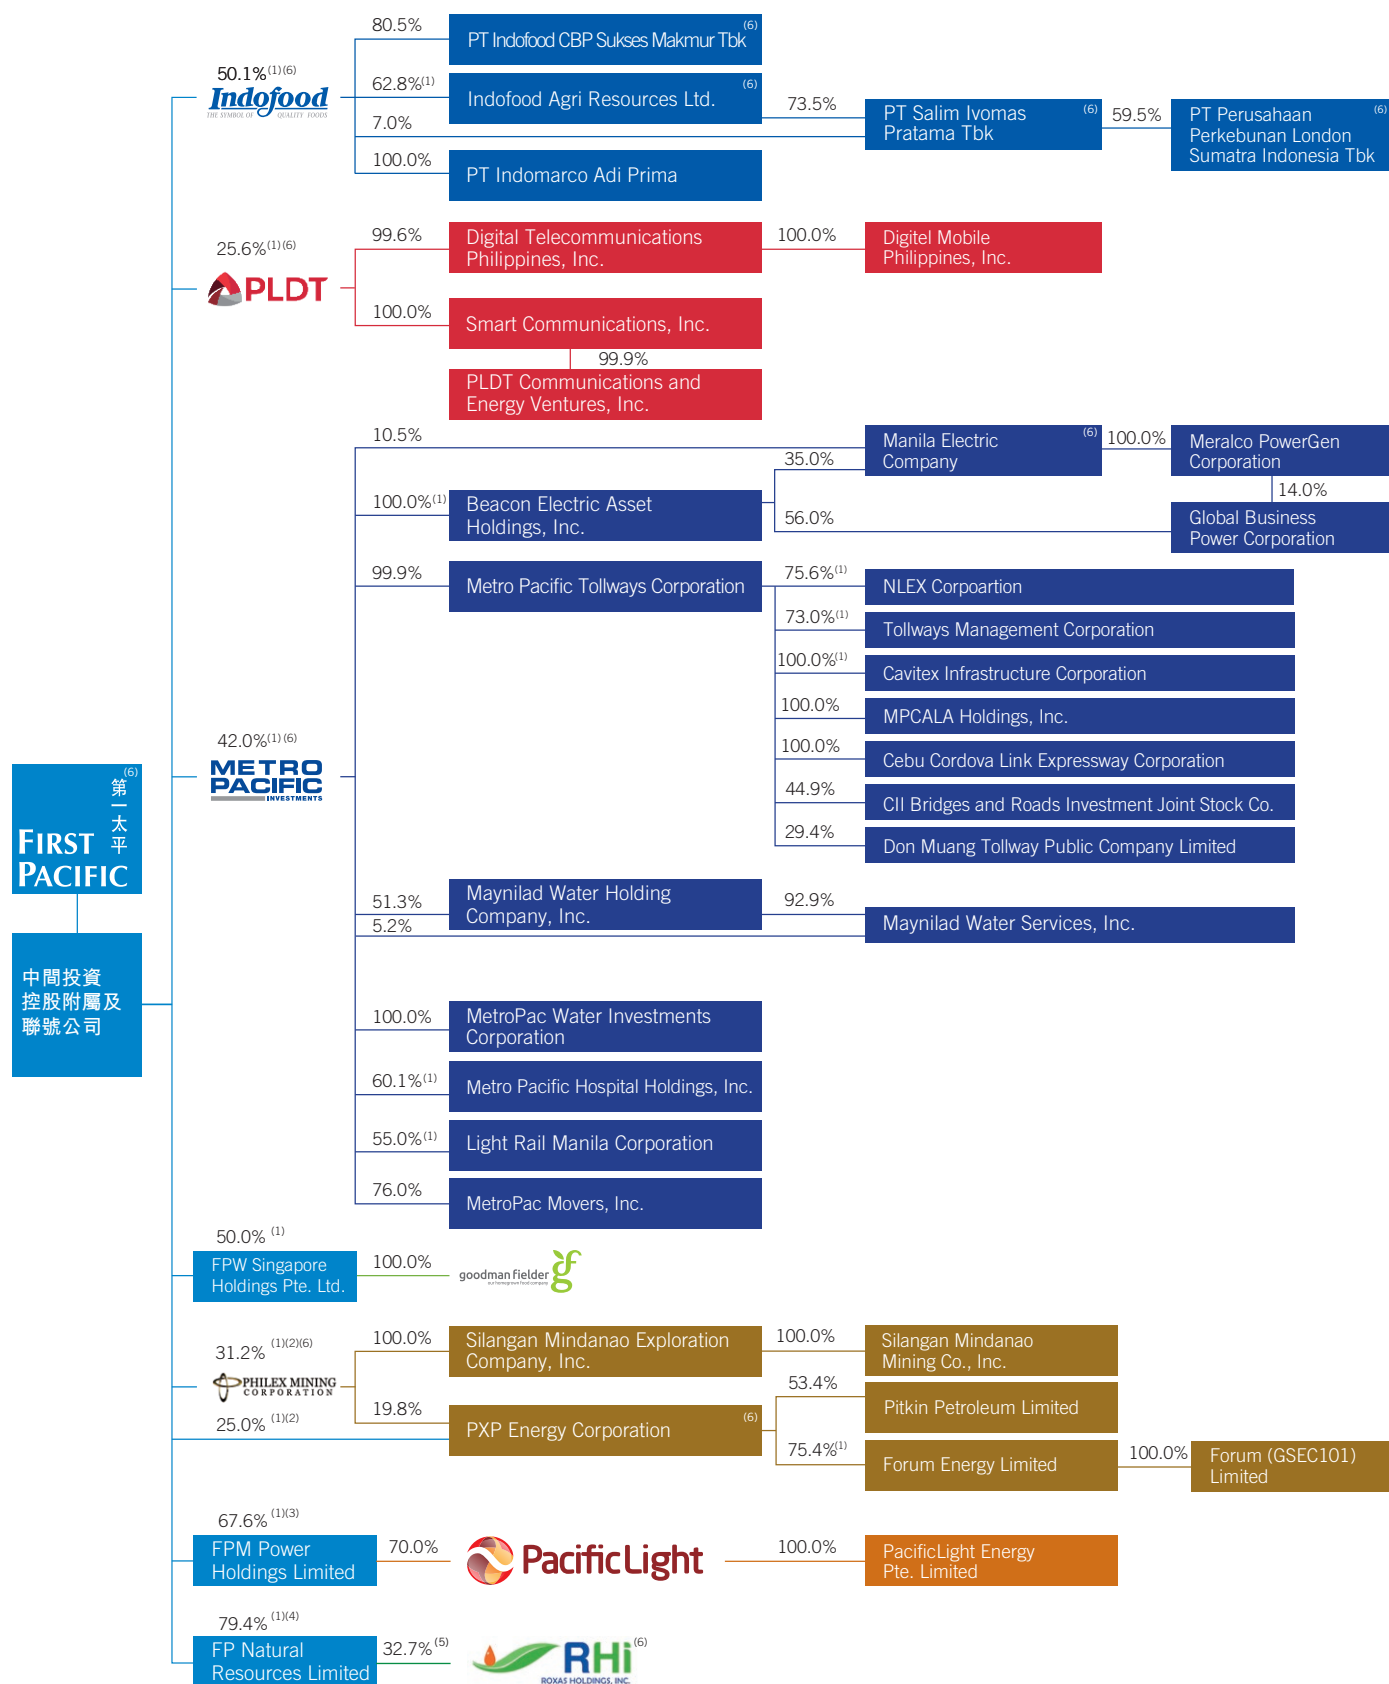 80.5%
PT Indofood CBP Sukses Makmur Tbk (6)
50.1% (1) (6)
Indofood
THE SYMBOL OF QUALITY FOODS
62.8% (1)
Indofood Agri Resources Ltd. (6)
73.5%
PT Salim Ivomas (6)
Pratama Tbk
59.5%
PT Perusahaan (6)
Perkebunan London
Sumatra Indonesia Tbk
7.0%
100.0%
PT Indomarco Adi Prima
25.6% (1) (6)
PLDT
99.6%
Digital Telecommunications
Philippines, Inc.
100.0%
Digitel Mobile
Philippines, Inc.
100.0%
Smart Communications, Inc.
99.9%
PLDT Communications and
Energy Ventures, Inc.
10.5%
Manila Electric (6)
Company
100.0%
Meralco PowerGen
Corporation
35.0%
14.0%
100.0% (1)
Beacon Electric Asset
Holdings, Inc.
56.0%
Global Business
Power Corporation
99.9%
Metro Pacific Tollways Corporation
75.6% (1)
NLEX Corpoartion
73.0% (1)
Tollways Management Corporation
100.0% (1)
Cavitex Infrastructure Corporation
100.0%
MPCALA Holdings, Inc.
42.0% (1) (6)
METRO
PACIFIC
INVESTMENTS
100.0%
Cebu Cordova Link Expressway Corporation
44.9%
CII Bridges and Roads Investment Joint Stock Co.
29.4%
Don Muang Tollway Public Company Limited
(6)
第一太平
FIRST
PACIFIC
中間投資
控股附屬及
聯號公司
51.3%
Maynilad Water Holding
Company, Inc.
92.9%
Maynilad Water Services, Inc.
5.2%
100.0%
MetroPac Water Investments
Corporation
60.1% (1)
Metro Pacific Hospital Holdings, Inc.
55.0% (1)
Light Rail Manila Corporation
76.0%
MetroPac Movers, Inc.
50.0% (1)
FPW Singapore
Holdings Pte. Ltd.
100.0%
goodman fielder gf
our homegrown food company
31.2% (1)(2)(6)
PHILEX MINING
CORPORATION
100.0%
Silangan Mindanao Exploration
Company, Inc.
100.0%
Silangan Mindanao
Mining Co., Inc.
19.8%
25.0% (1)(2)
PXP Energy Corporation (6)
53.4%
Pitkin Petroleum Limited
75.4% (1)
Forum Energy Limited
100.0%
Forum (GSEC101)
Limited
67.6% (1)(3)
FPM Power
Holdings Limited
70.0%
PacificLight
100.0%
PacificLight Energy
Pte. Limited
79.4% (1)(4)
FP Natural
Resources Limited
32.7% (5)
RHi (6)
ROXAS HOLDINGS, INC.